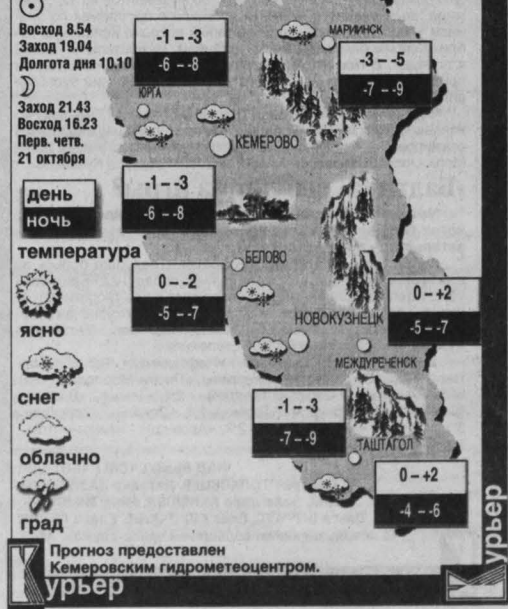 Восход 8.54
Заход 19.04
Долгота дня 10.10
Заход 21.43
Восход 16.23
Перв. четв.
21 октября
день
ночь
температура
ясно
снег
облачно
град
-1 – -3
-6 – -8
МАРИИНСК
-3 – -5
-7 – -9
ЮРГА
КЕМЕРОВО
-1 – -3
-6 – -8
БЕЛОВО
0 – -2
-5 – -7
НОВОКУЗНЕЦК
0 – +2
-5 – -7
МЕЖДУРЕЧЕНСК
-1 – -3
-7 – -9
ТАШТАГОЛ
0 – +2
-4 – -6
Прогноз предоставлен
Кемеровским гидрометеоцентром.
Курьер
Курьер